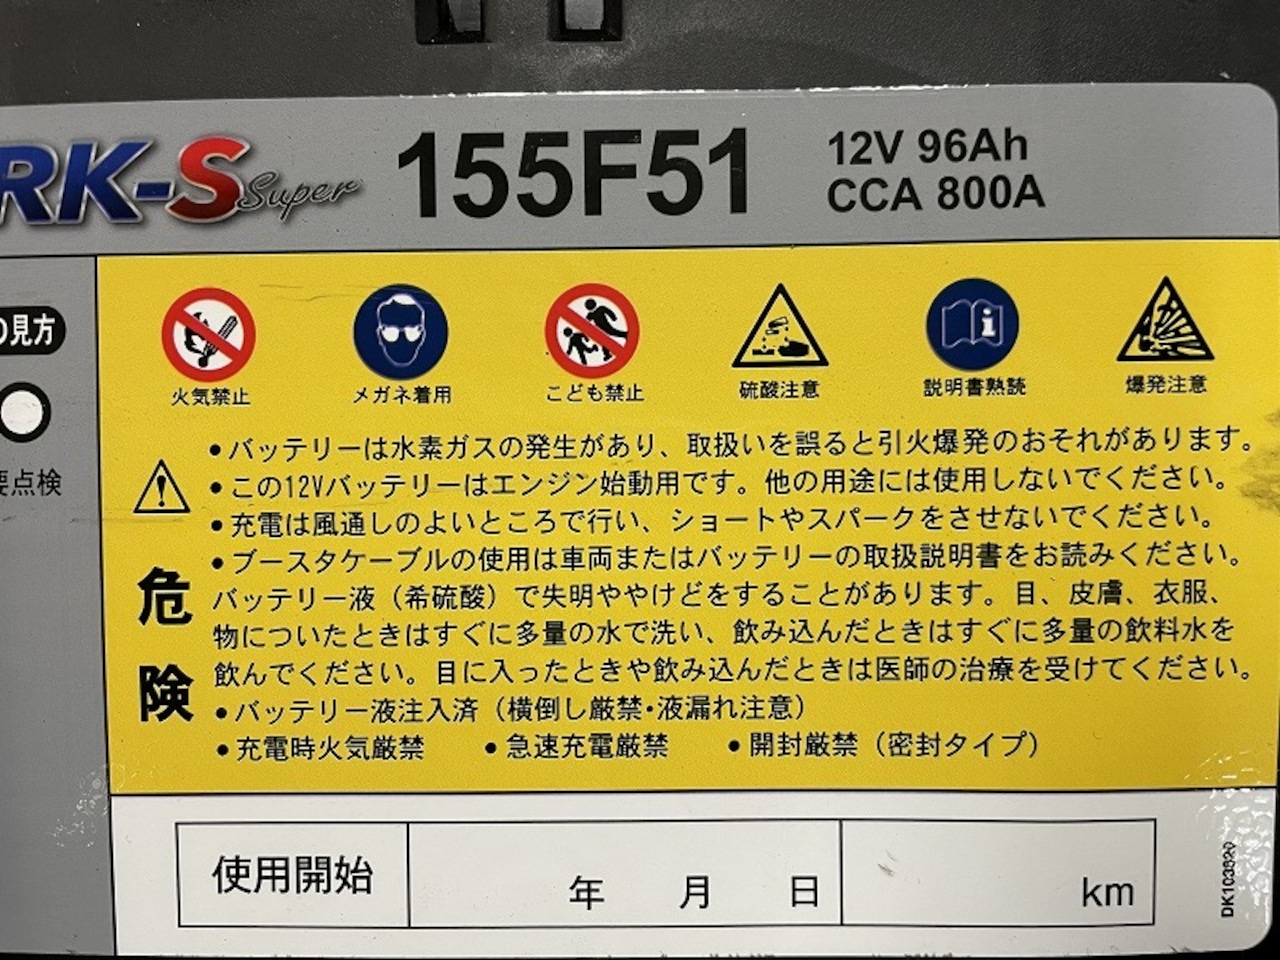 RK-S Super 155F51 12V 96Ah
CCA 800A
の見方
火気禁止 メガネ着用 こども禁止 硫酸注意 説明書熟読 爆発注意
要点検
•バッテリーは水素ガスの発生があり、取扱いを誤ると引火爆発のおそれがあります。
•この12Vバッテリーはエンジン始動用です。他の用途には使用しないでください。
•充電は風通しのよいところで行い、ショートやスパークをさせないでください。
•ブースタケーブルの使用は車両またはバッテリーの取扱説明書をお読みください。
危険
バッテリー液（希硫酸）で失明ややけどをすることがあります。目、皮膚、衣服、
物についたときはすぐに多量の水で洗い、飲み込んだときはすぐに多量の飲料水を
飲んでください。目に入ったときや飲み込んだときは医師の治療を受けてください。
•バッテリー液注入済（横倒し厳禁・液漏れ注意）
•充電時火気厳禁 •急速充電厳禁 •開封厳禁（密封タイプ）
使用開始 年 月 日 km